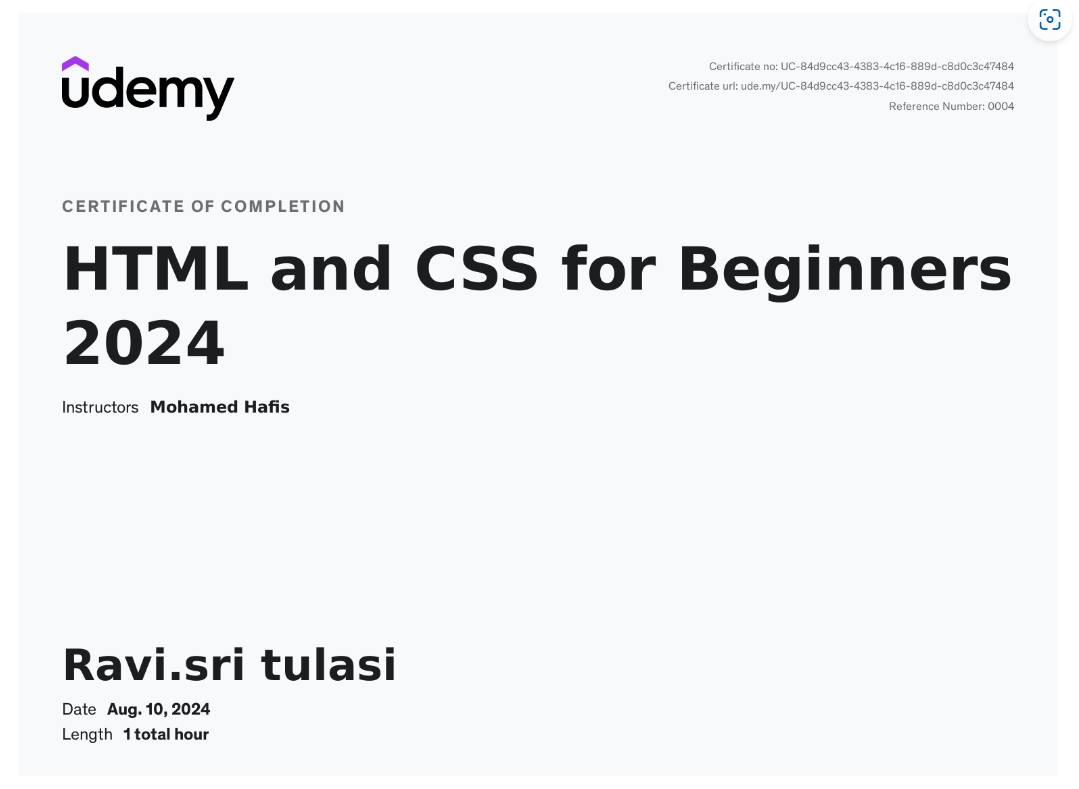 udemy
Certificate no: UC-84d9cc43-4383-4c16-889d-c8d0c3c47484
Certificate url: ude.my/UC-84d9cc43-4383-4c16-889d-c8d0c3c47484
Reference Number: 0004
CERTIFICATE OF COMPLETION
HTML and CSS for Beginners
2024
Instructors Mohamed Hafis
Ravi.sri tulasi
Date Aug. 10, 2024
Length 1 total hour